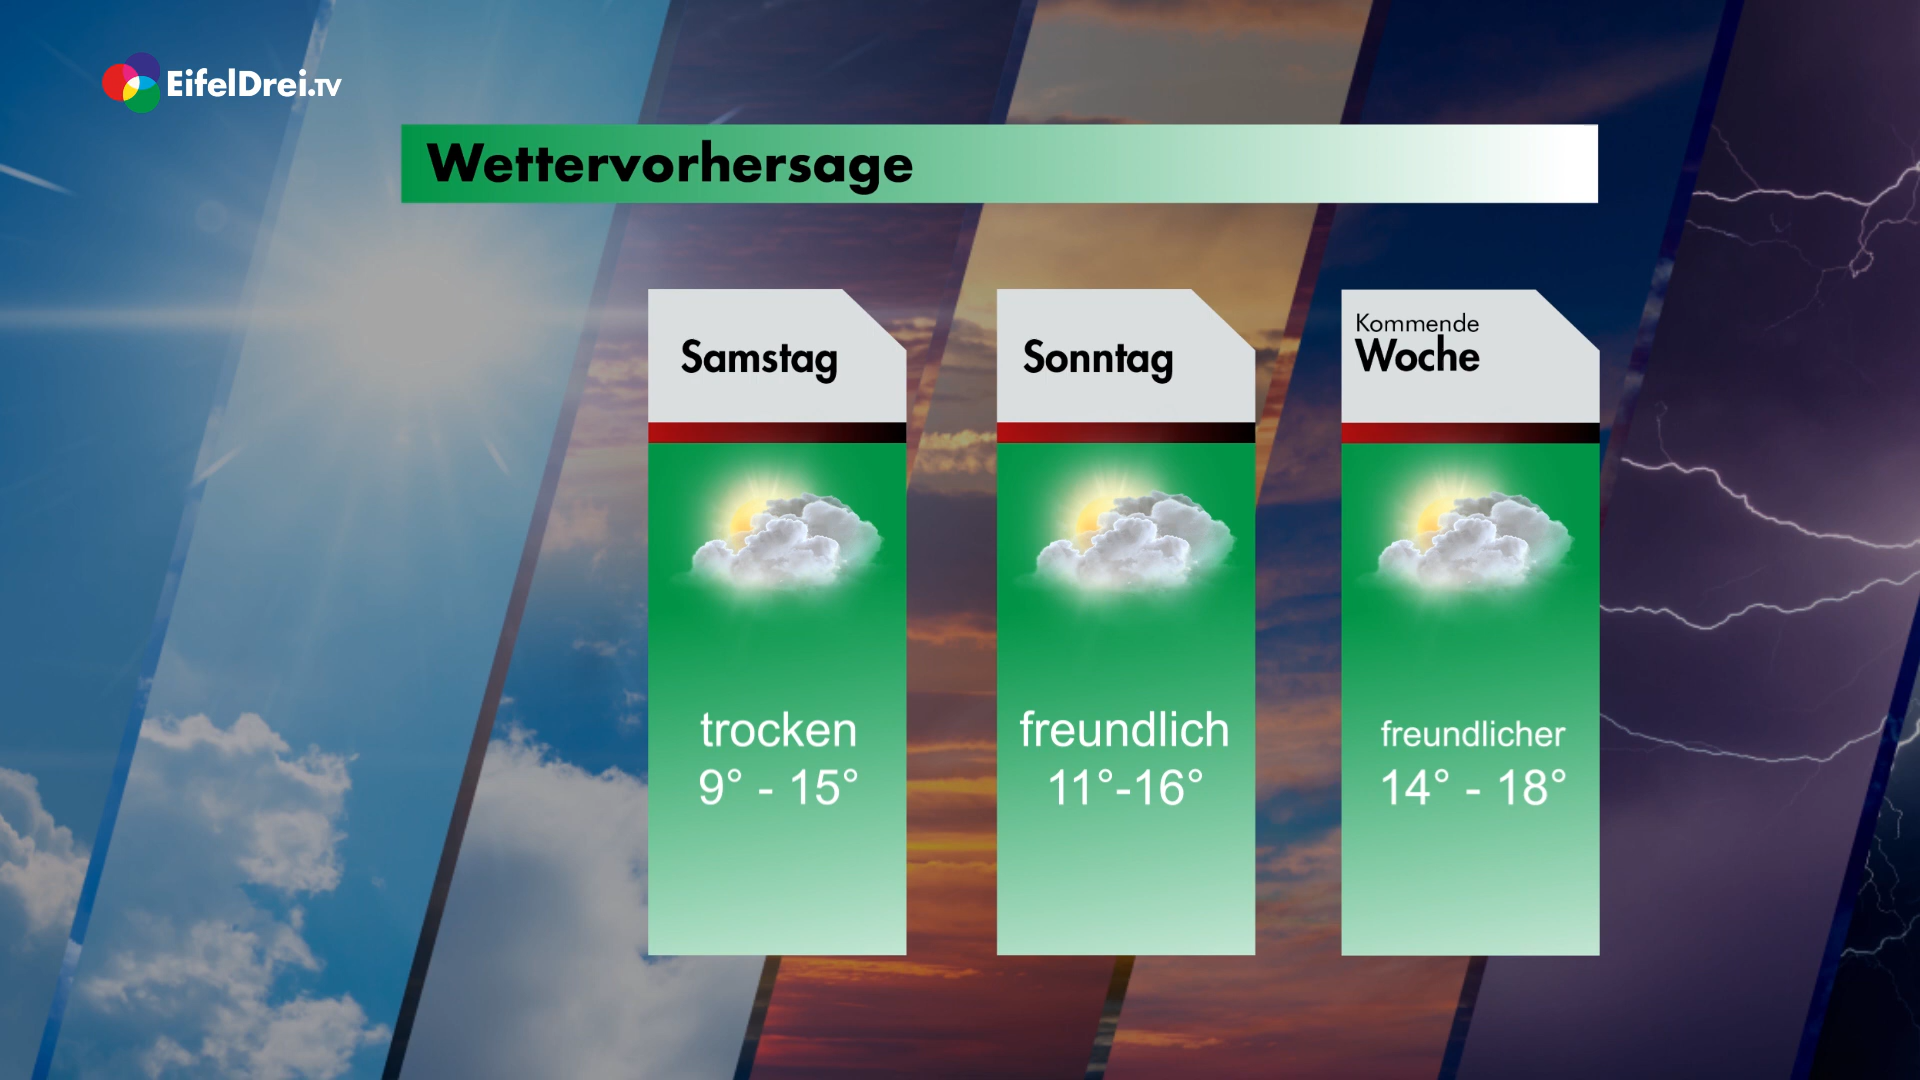 EifelDrei.TV
Wettervorhersage
Samstag
trocken
9° - 15°
Sonntag
freundlich
11°-16°
Kommende
Woche
freundlicher
14° - 18°